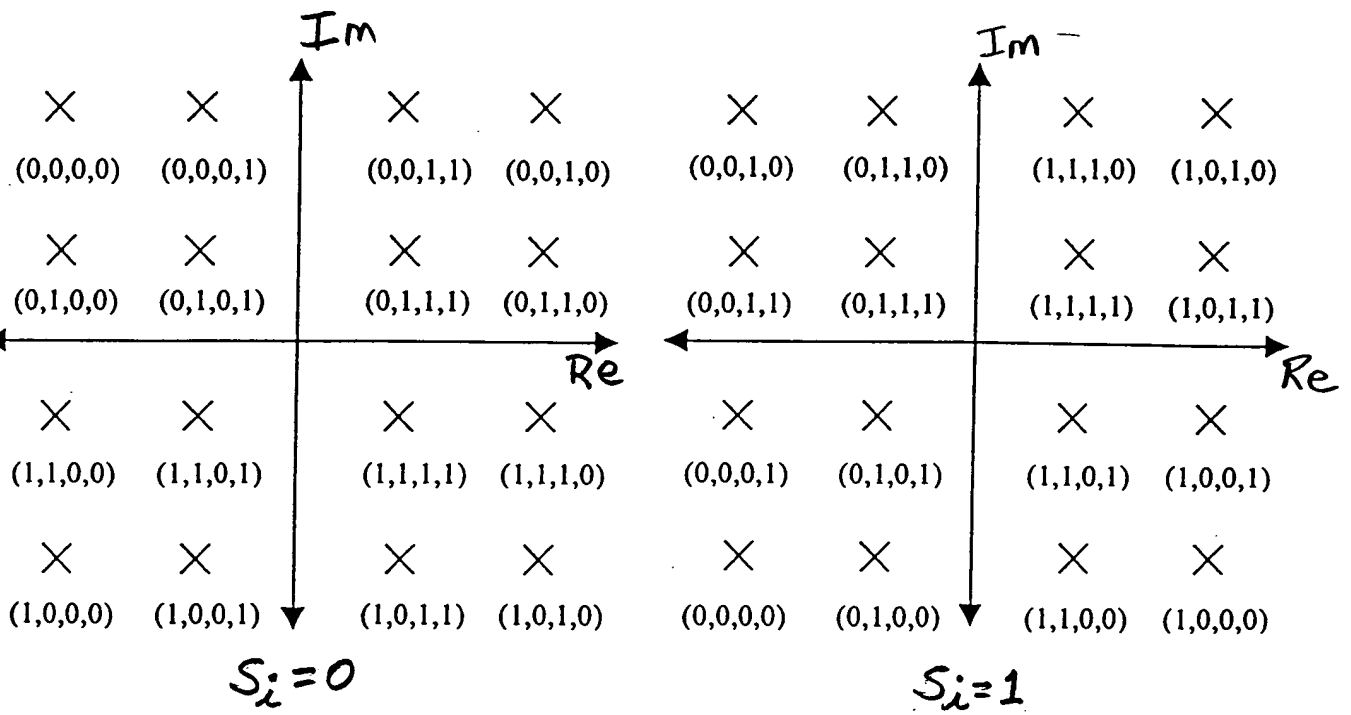 Im
Im
(0,0,0,0) (0,0,0,1) (0,0,1,1) (0,0,1,0) (0,0,1,0) (0,1,1,0) (1,1,1,0) (1,0,1,0)
(0,1,0,0) (0,1,0,1) (0,1,1,1) (0,1,1,0) (0,0,1,1) (0,1,1,1) (1,1,1,1) (1,0,1,1)
Re
Re
(1,1,0,0) (1,1,0,1) (1,1,1,1) (1,1,1,0) (0,0,0,1) (0,1,0,1) (1,1,0,1) (1,0,0,1)
(1,0,0,0) (1,0,0,1) (1,0,1,1) (1,0,1,0) (0,0,0,0) (0,1,0,0) (1,1,0,0) (1,0,0,0)
Si=0
Si=1